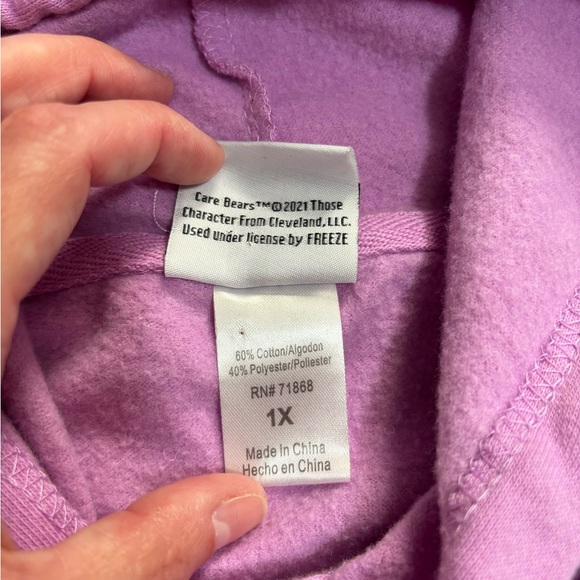 Care Bears™©2021 Those
Character From Cleveland, LLC.
Used under license by FREEZE
60% Cotton/Algodon
40% Polyester/Poliester
RN# 71868
1X
Made in China
Hecho en China